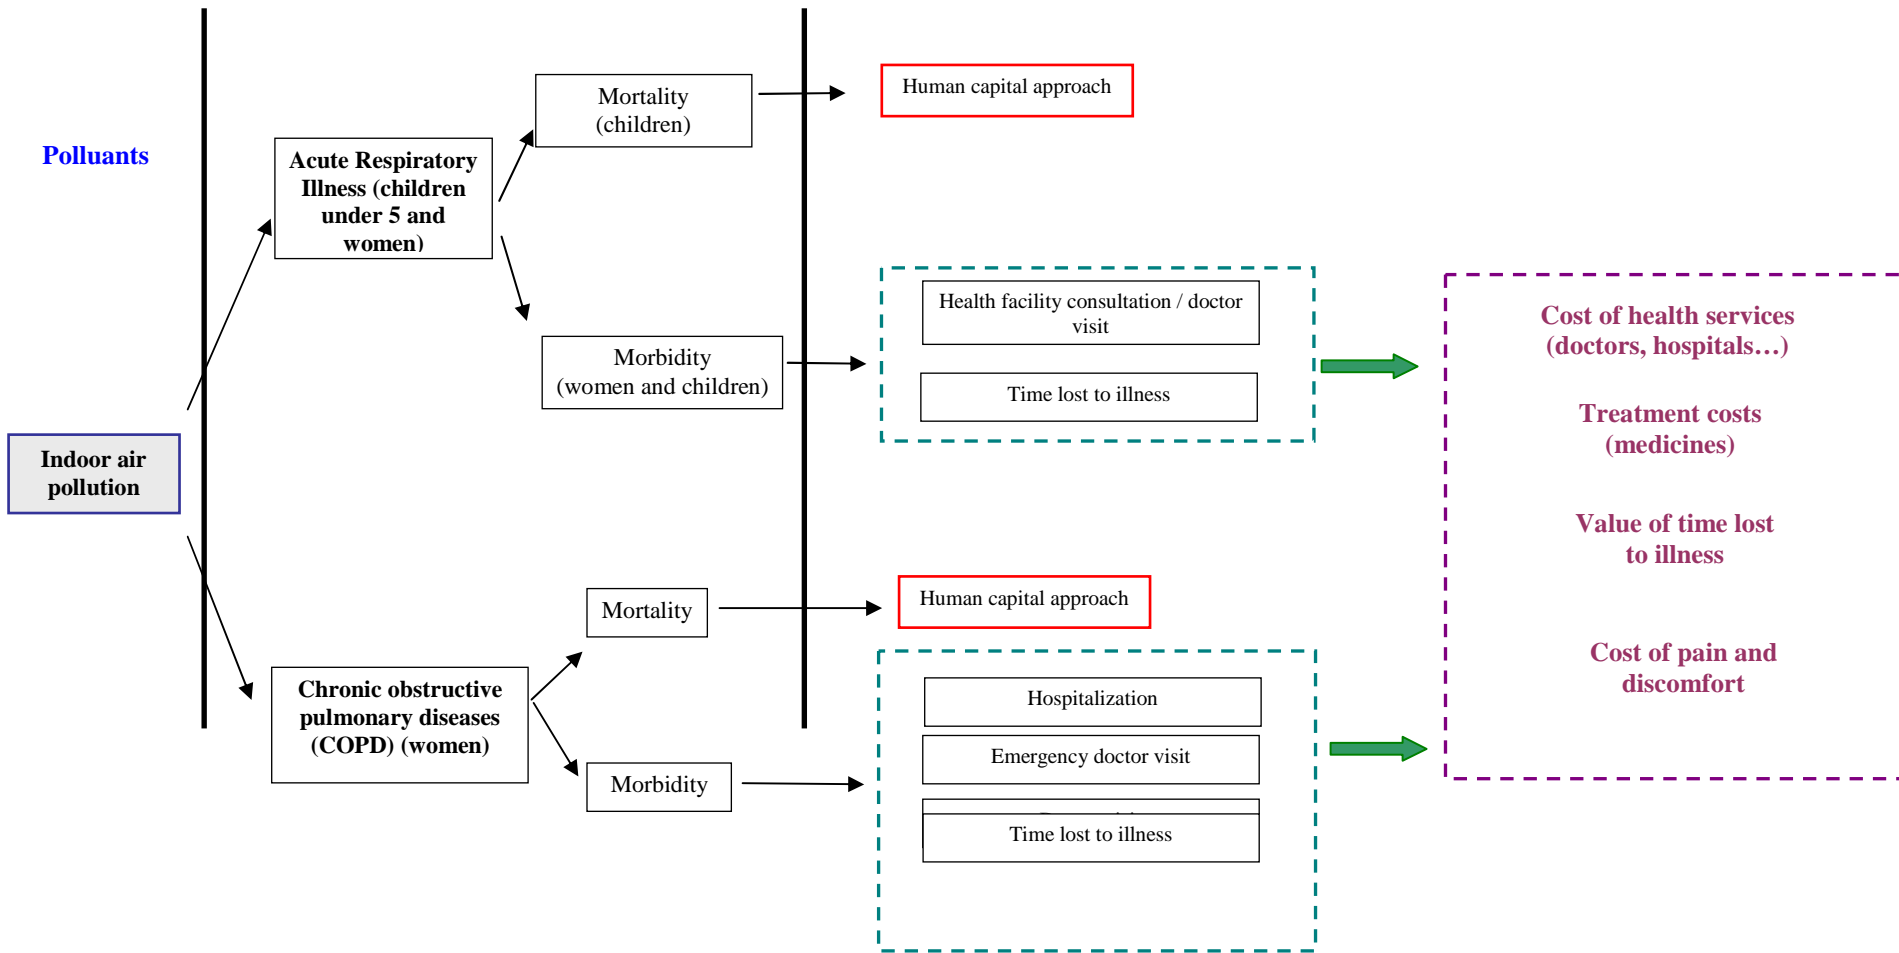 Polluants
Indoor air
pollution
Acute Respiratory
Illness (children
under 5 and
women)
Chronic obstructive
pulmonary diseases
(COPD) (women)
Mortality
(children)
Morbidity
(women and children)
Mortality
Morbidity
Human capital approach
Health facility consultation / doctor
visit
Time lost to illness
Human capital approach
Hospitalization
Emergency doctor visit
Time lost to illness
Cost of health services
(doctors, hospitals…)
Treatment costs
(medicines)
Value of time lost
to illness
Cost of pain and
discomfort